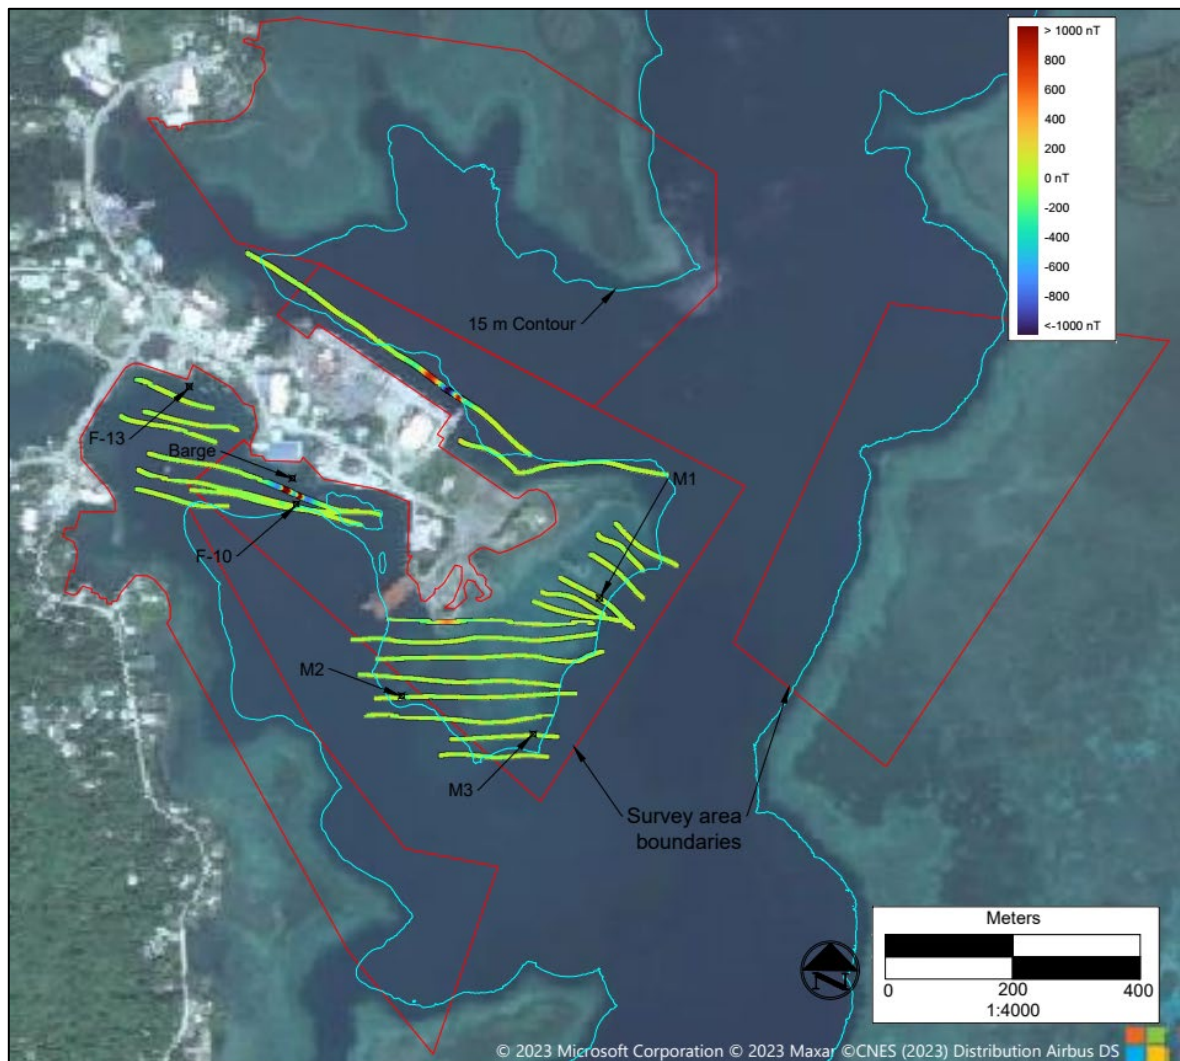 > 1000 nT
800
600
400
200
0 nT
-200
-400
-600
-800
<-1000 nT
15 m Contour
F-13
Barge
M1
F-10
M2
M3
Survey area
boundaries
Meters
N
0 200 400
1:4000
© 2023 Microsoft Corporation © 2023 Maxar ©CNES (2023) Distribution Airbus DS